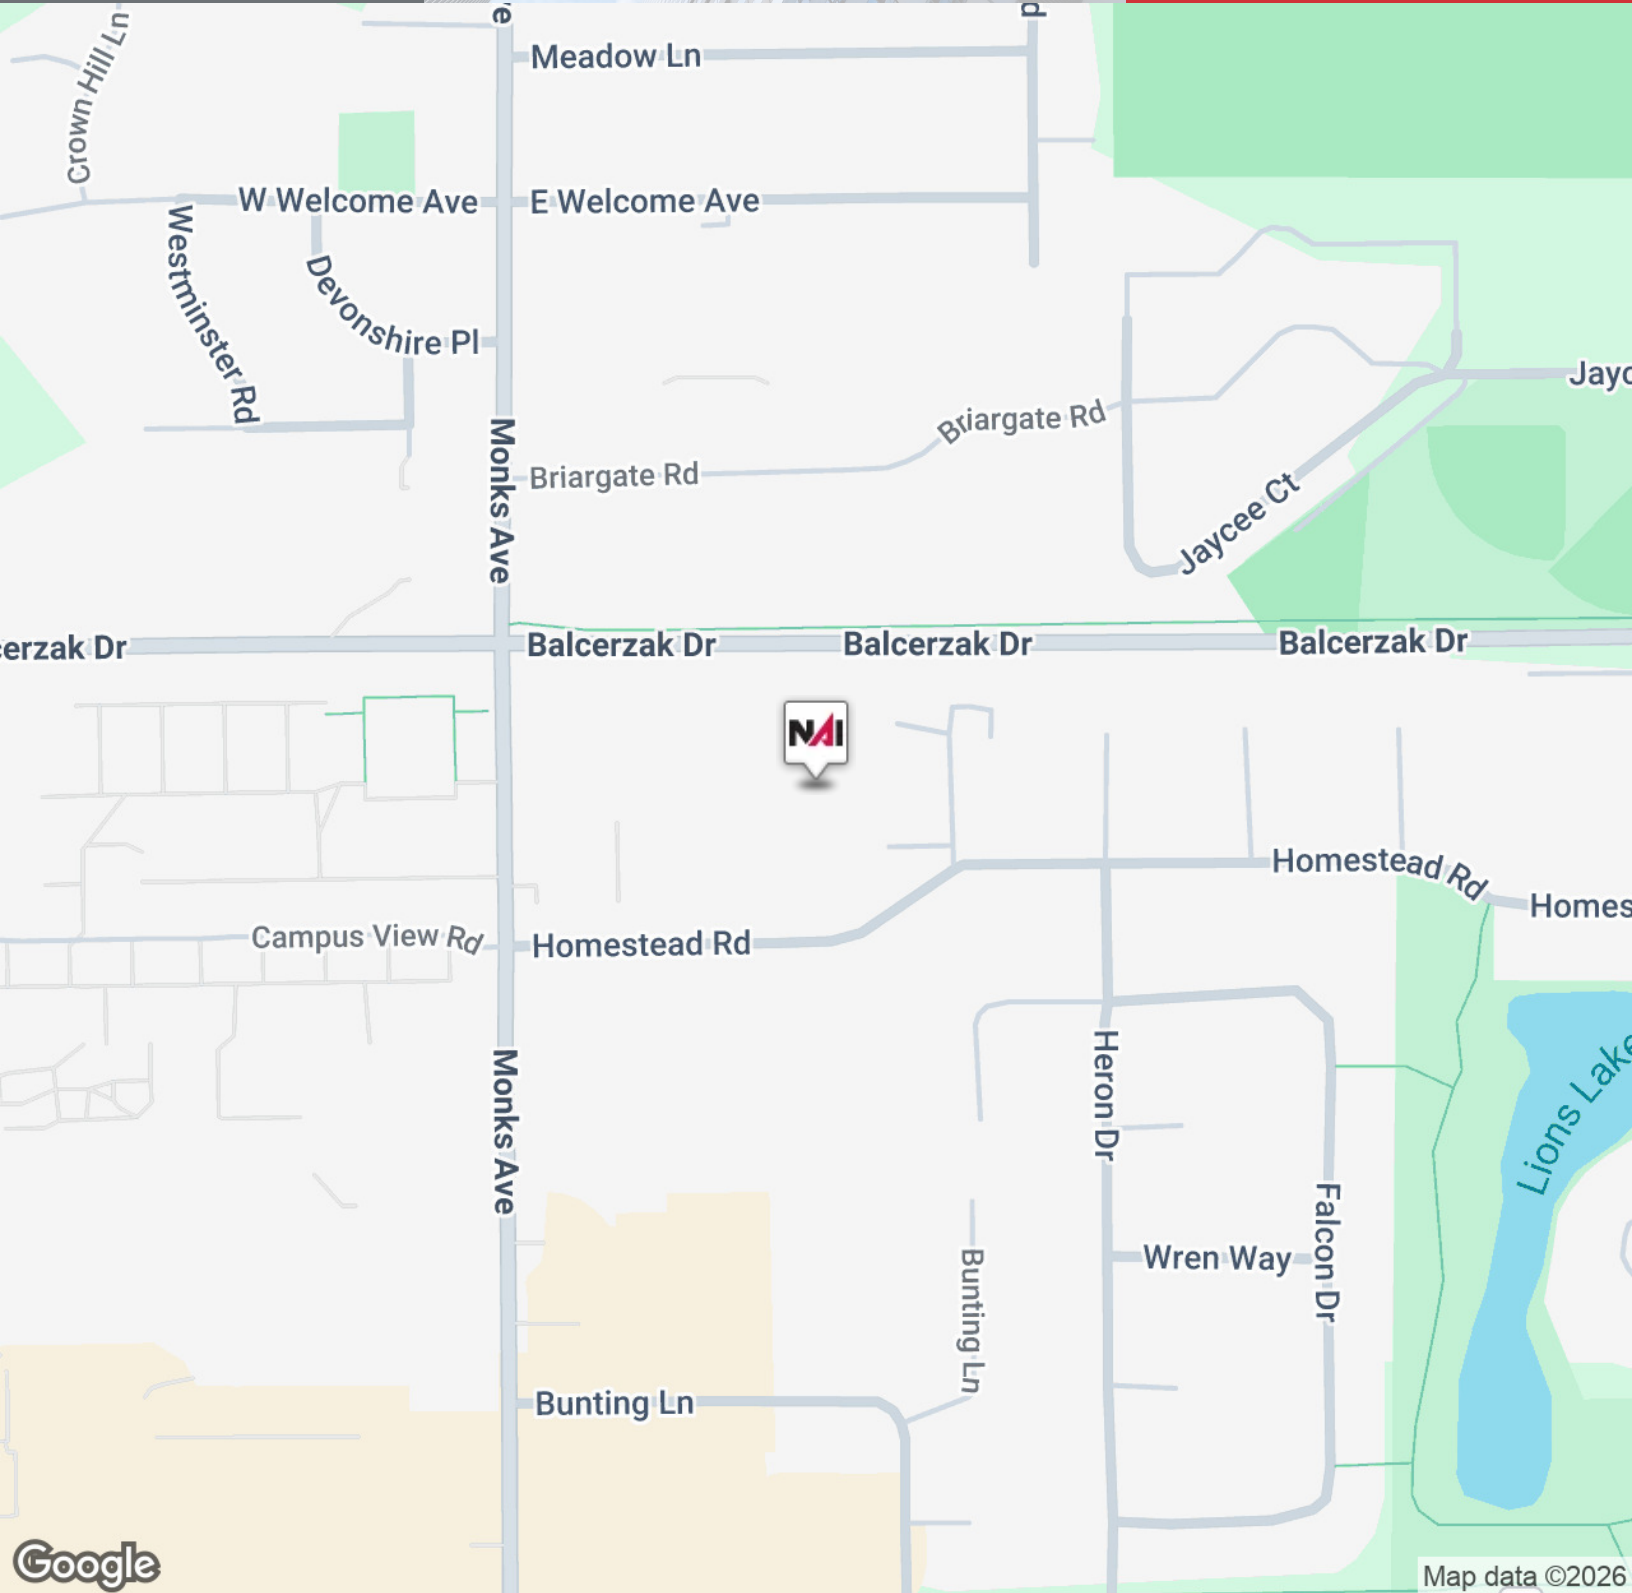 Crown Hill Ln
Meadow Ln
W Welcome Ave
E Welcome Ave
Westminster Rd
Devonshire Pl
Jayc
Monks Ave
Briargate Rd
Briargate Rd
Jaycee Ct
erzak Dr
Balcerzak Dr
Balcerzak Dr
Balcerzak Dr
NAI
Homestead Rd
Homes
Campus View Rd
Homestead Rd
Monks Ave
Heron Dr
Lions Lake
Falcon Dr
Wren Way
Bunting Ln
Bunting Ln
Google
Map data ©2026